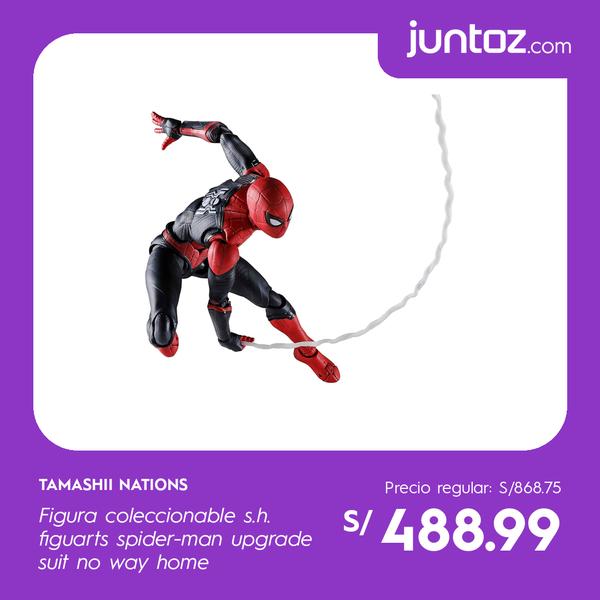 juntoz.com
TAMASHII NATIONS
Figura coleccionable s.h.
figuarts spider-man upgrade
suit no way home
Precio regular: S/868.75
S/ 488.99